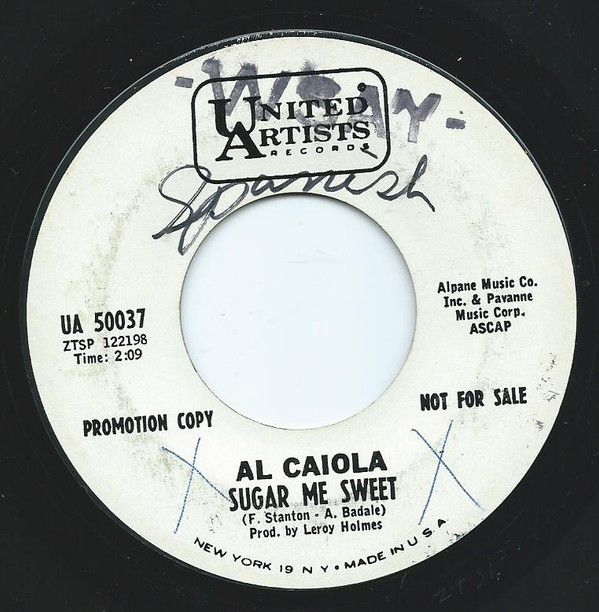 -WSAY-
UNITED
ARTISTS
RECORDS
Spanish
Alpane Music Co.
Inc. & Pavanne
Music Corp.
ASCAP
UA 50037
ZTSP 122198
Time: 2:09
PROMOTION COPY
NOT FOR SALE
AL CAIOLA
SUGAR ME SWEET
(F. Stanton - A. Badale)
Prod. by Leroy Holmes
NEW YORK 19 N Y • MADE IN U.S.A.